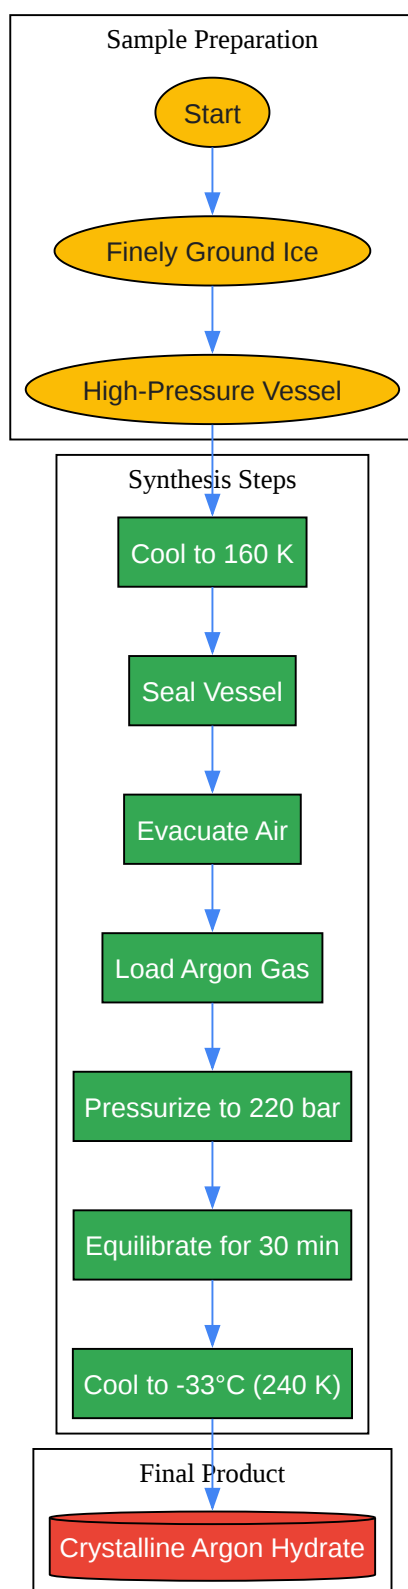 Sample Preparation
Start
Finely Ground Ice
High-Pressure Vessel
Synthesis Steps
Cool to 160 K
Seal Vessel
Evacuate Air
Load Argon Gas
Pressurize to 220 bar
Equilibrate for 30 min
Cool to -33°C (240 K)
Final Product
Crystalline Argon Hydrate